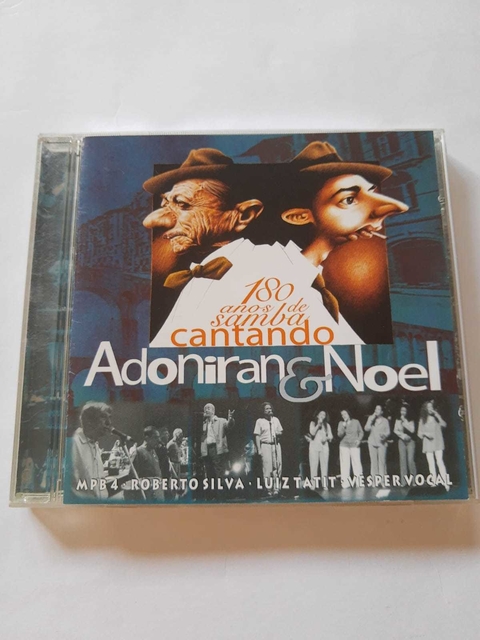 180
anos de
samba
cantando
Adoniran & Noel
MPB 4 · ROBERTO SILVA · LUIZ TATIT · VESPER VOCAL